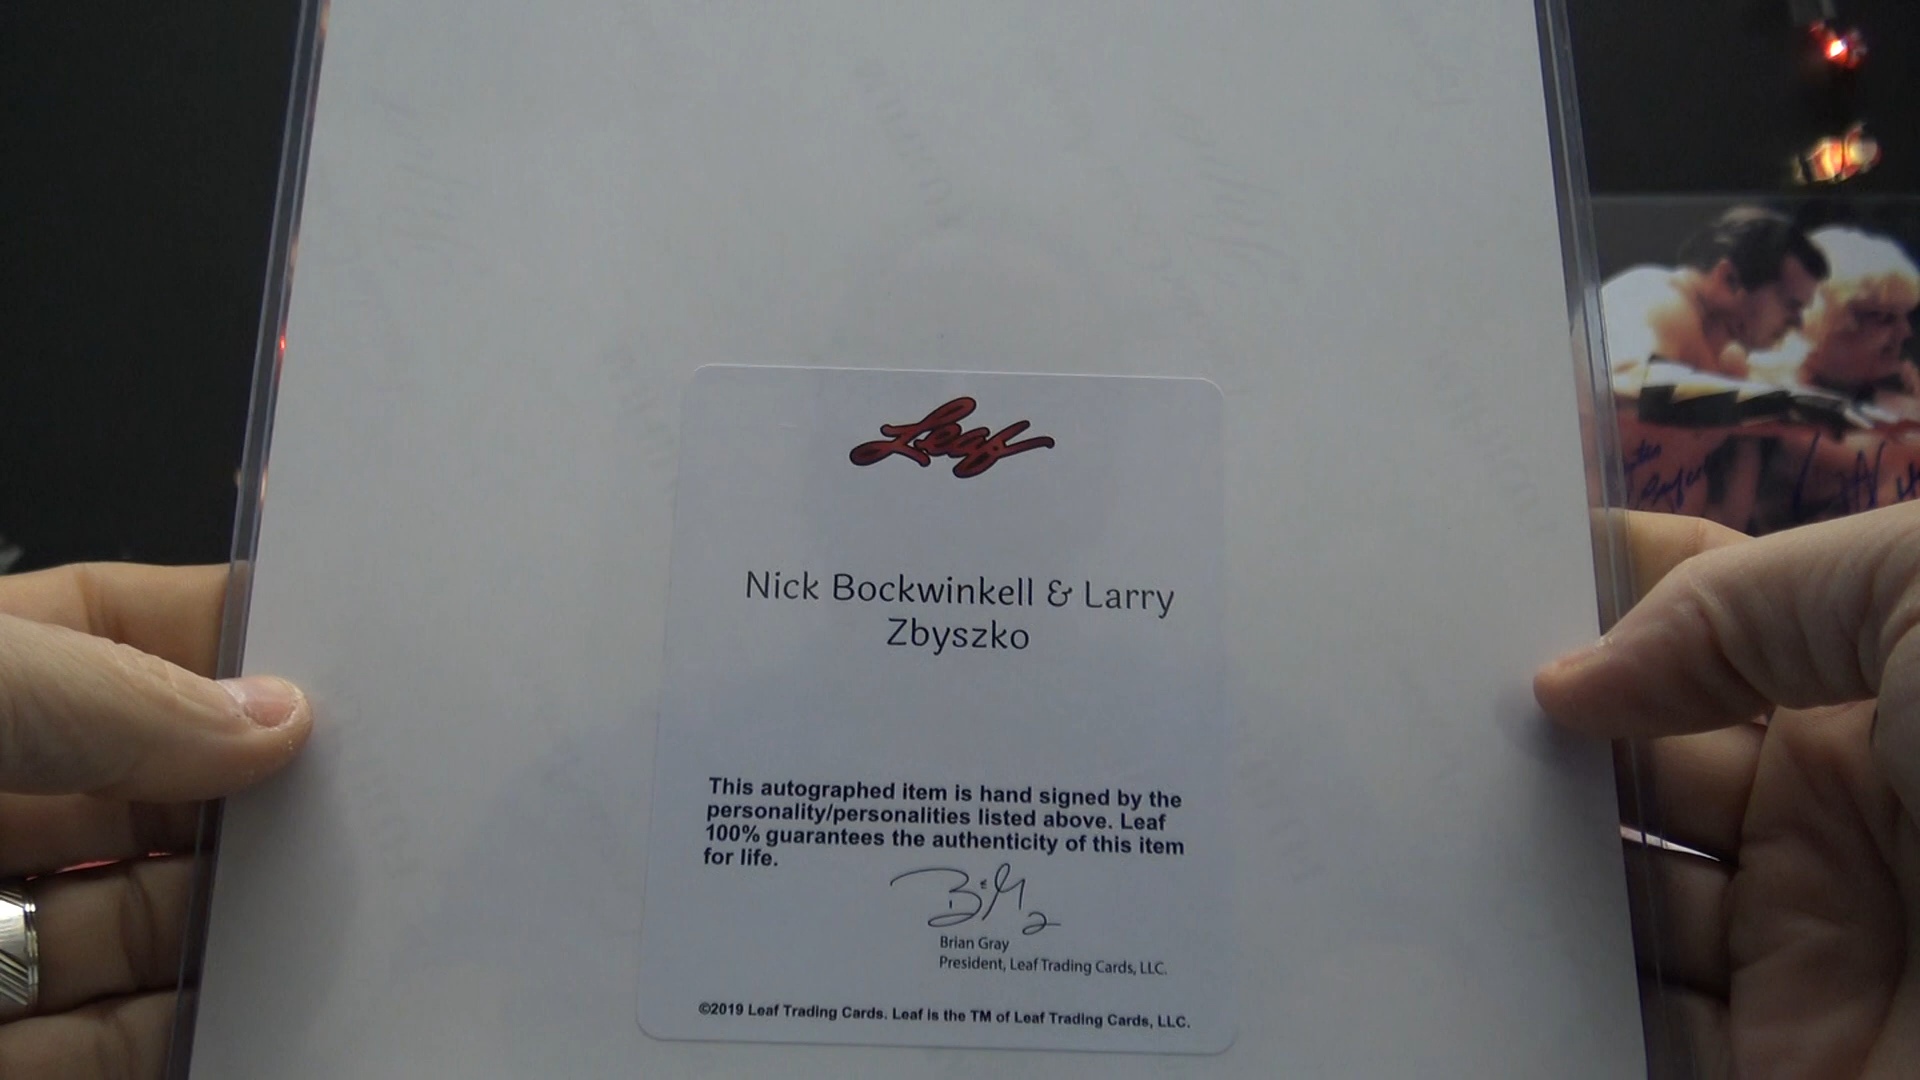 Leaf
Nick Bockwinkell & Larry
Zbyszko
This autographed item is hand signed by the
personality/personalities listed above. Leaf
100% guarantees the authenticity of this item
for life.
Brian Gray
President, Leaf Trading Cards, LLC.
©2019 Leaf Trading Cards. Leaf is the TM of Leaf Trading Cards, LLC.